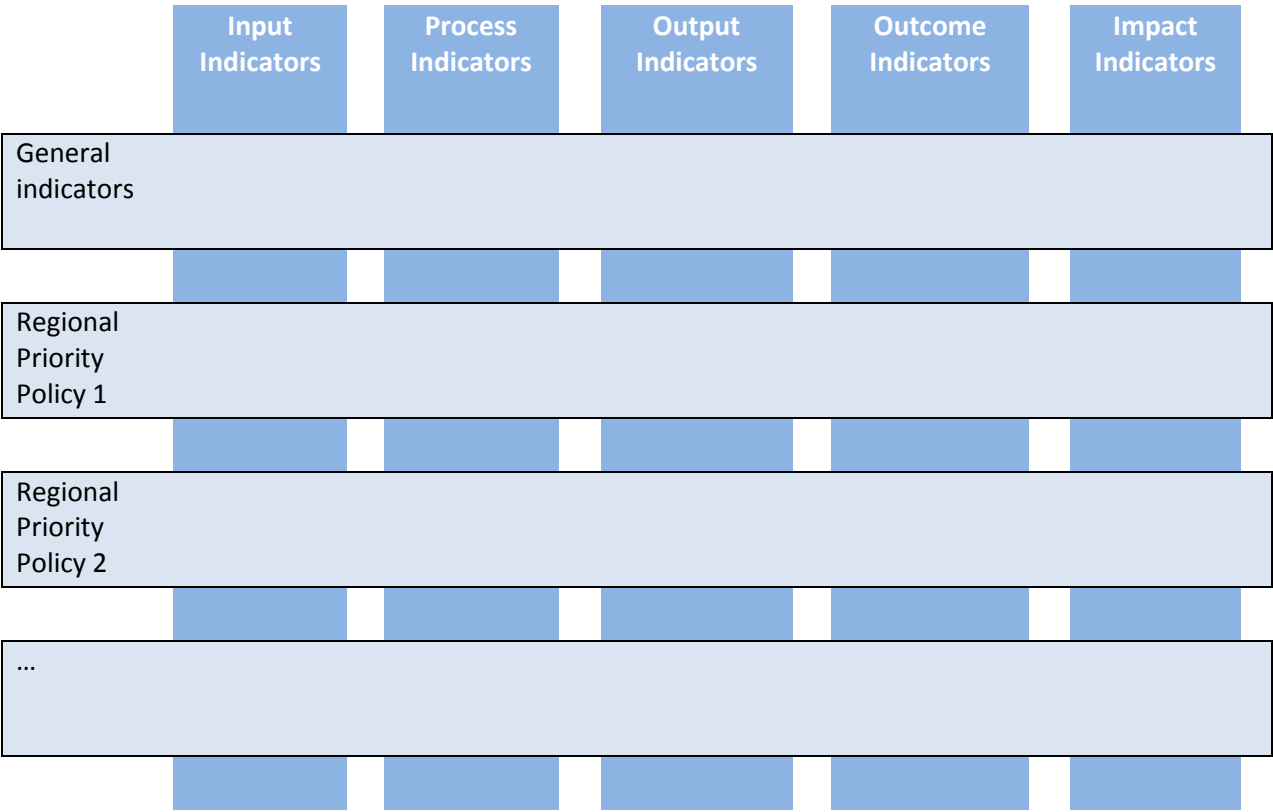 Input
Indicators
Process
Indicators
Output
Indicators
Outcome
Indicators
Impact
Indicators
General
indicators
Regional
Priority
Policy 1
Regional
Priority
Policy 2
…